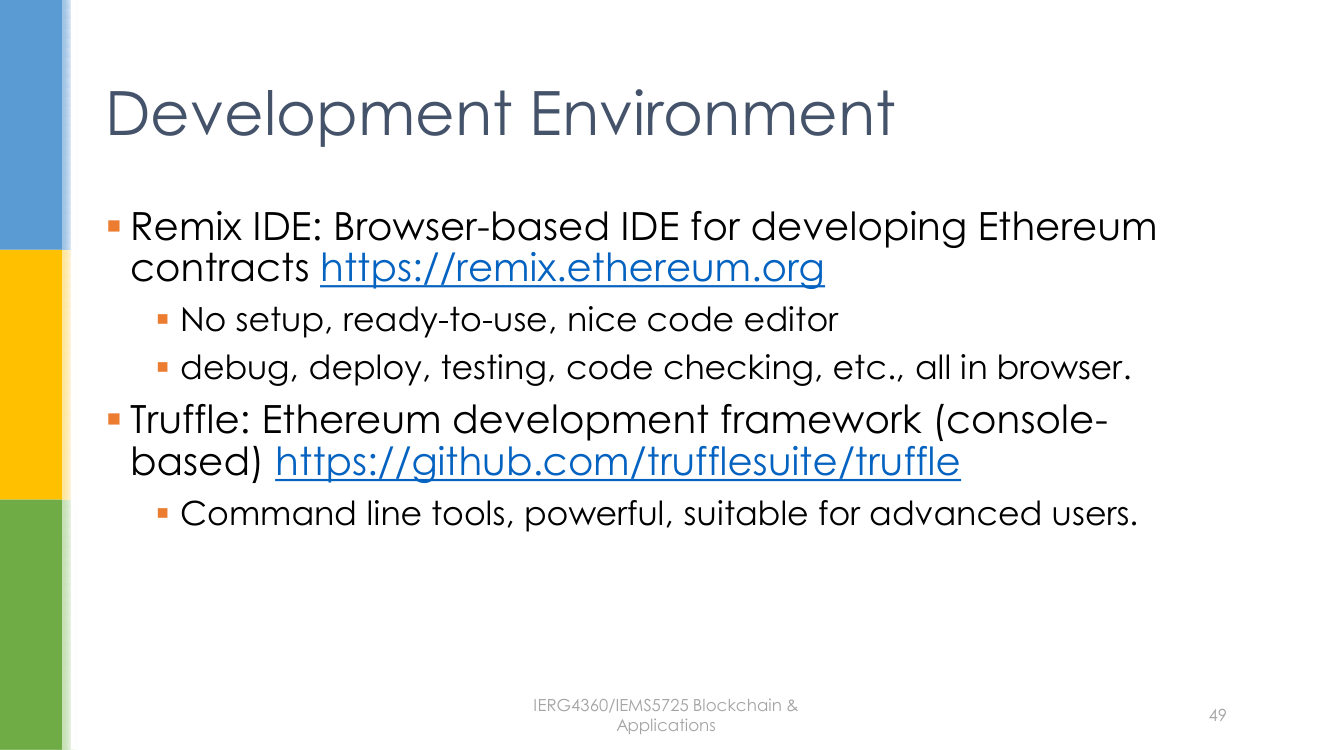 Development Environment
▪ Remix IDE: Browser-based IDE for developing Ethereum
contracts https://remix.ethereum.org
▪ No setup, ready-to-use, nice code editor
▪ debug, deploy, testing, code checking, etc., all in browser.
▪ Truffle: Ethereum development framework (console-
based) https://github.com/trufflesuite/truffle
▪ Command line tools, powerful, suitable for advanced users.
IERG4360/IEMS5725 Blockchain &
Applications
49